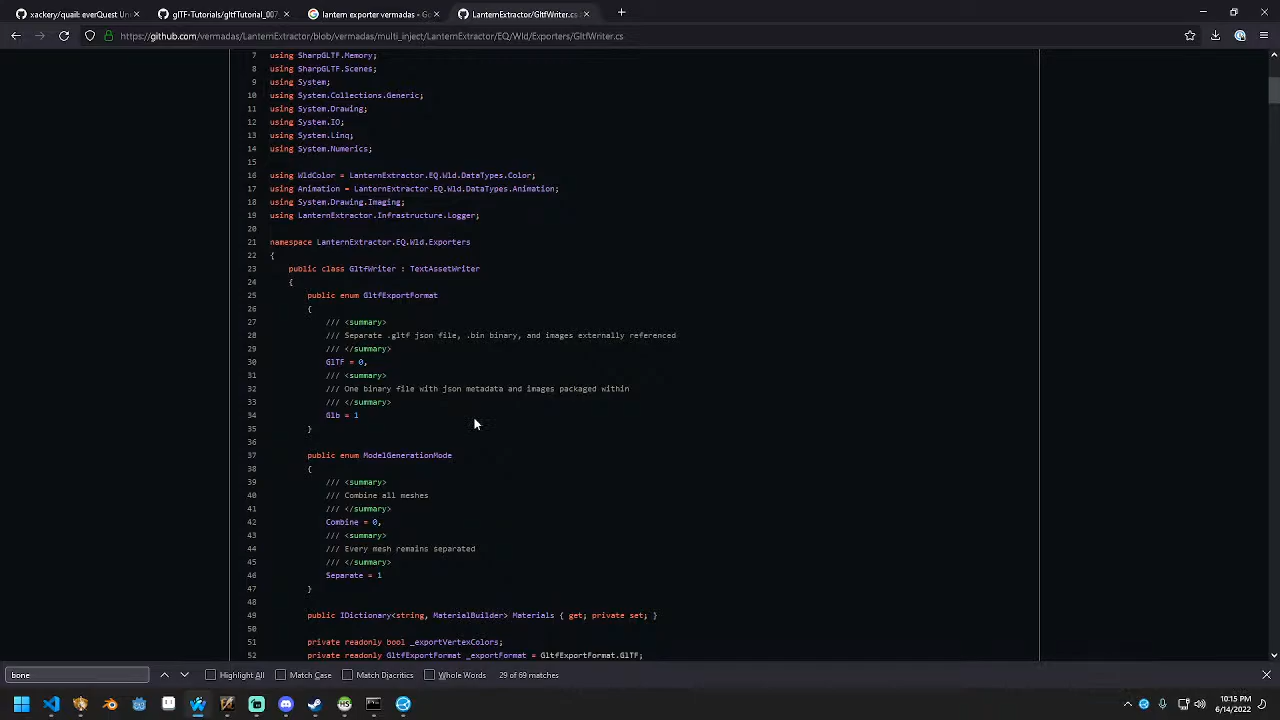 xackery/quail: everQuest Un
glTF-Tutorials/gltfTutorial_007_
lantern exporter vermadas - Go
LanternExtractor/GltfWriter.cs
https://github.com/vermadas/LanternExtractor/blob/vermadas/multi_inject/LanternExtractor/EQ/Wld/Exporters/GltfWriter.cs
7 using SharpGLTF.Memory;
8 using SharpGLTF.Scenes;
9 using System;
10 using System.Collections.Generic;
11 using System.Drawing;
12 using System.IO;
13 using System.Linq;
14 using System.Numerics;
15
16 using WldColor = LanternExtractor.EQ.Wld.DataTypes.Color;
17 using Animation = LanternExtractor.EQ.Wld.DataTypes.Animation;
18 using System.Drawing.Imaging;
19 using LanternExtractor.Infrastructure.Logger;
20
21 namespace LanternExtractor.EQ.Wld.Exporters
22 {
23 public class GltfWriter : TextAssetWriter
24 {
25 public enum GltfExportFormat
26 {
27 /// <summary>
28 /// Separate .gltf json file, .bin binary, and images externally referenced
29 /// </summary>
30 GlTF = 0,
31 /// <summary>
32 /// One binary file with json metadata and images packaged within
33 /// </summary>
34 Glb = 1
35 }
36
37 public enum ModelGenerationMode
38 {
39 /// <summary>
40 /// Combine all meshes
41 /// </summary>
42 Combine = 0,
43 /// <summary>
44 /// Every mesh remains separated
45 /// </summary>
46 Separate = 1
47 }
48
49 public IDictionary<string, MaterialBuilder> Materials { get; private set; }
50
51 private readonly bool _exportVertexColors;
52 private readonly GltfExportFormat _exportFormat = GltfExportFormat.GlTF;
bone Highlight All Match Case Match Diacritics Whole Words 29 of 69 matches
10:15 PM
6/14/2022